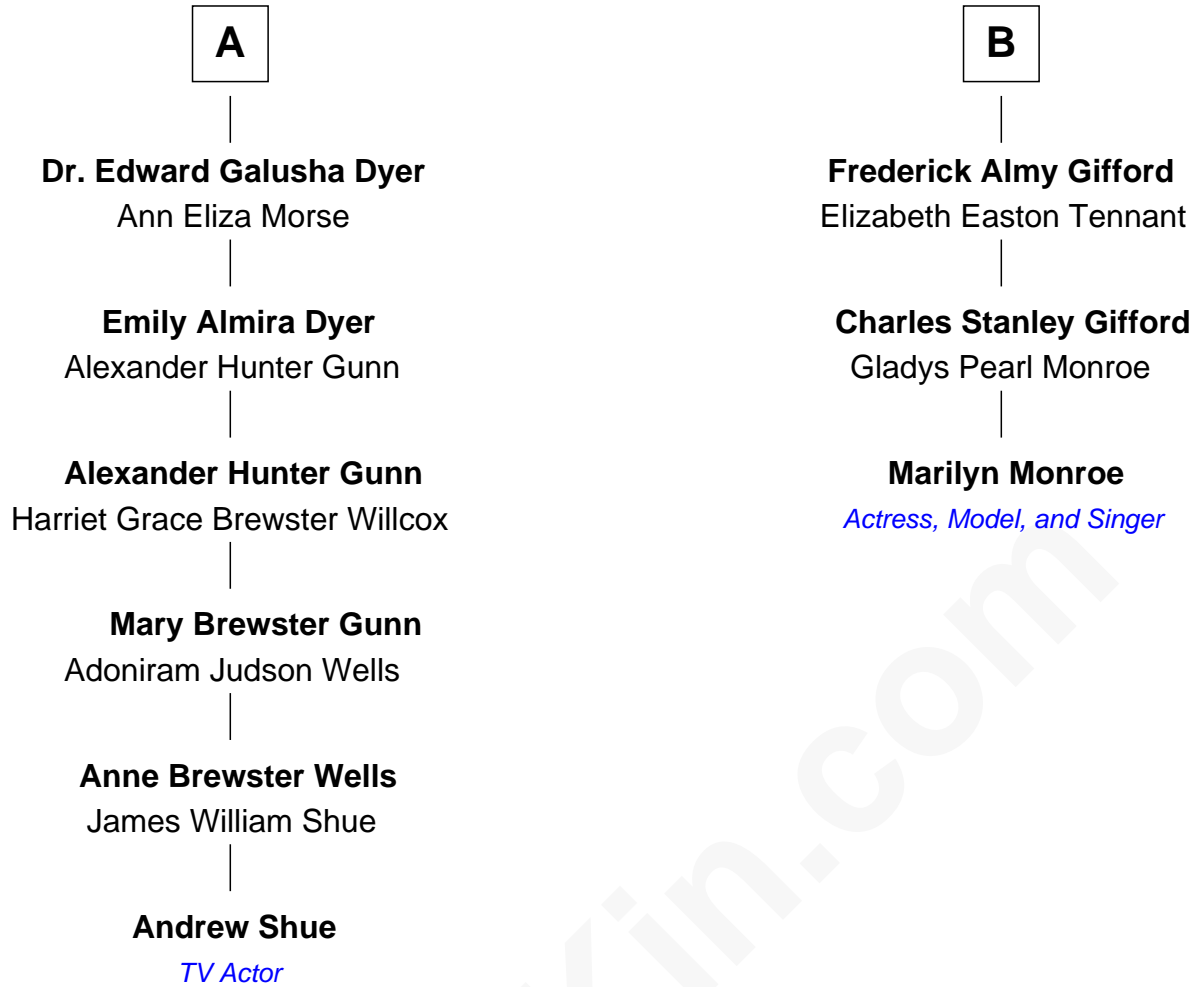 A
Dr. Edward Galusha Dyer
Ann Eliza Morse
Emily Almira Dyer
Alexander Hunter Gunn
Alexander Hunter Gunn
Harriet Grace Brewster Willcox
Mary Brewster Gunn
Adoniram Judson Wells
Anne Brewster Wells
James William Shue
Andrew Shue
TV Actor
B
Frederick Almy Gifford
Elizabeth Easton Tennant
Charles Stanley Gifford
Gladys Pearl Monroe
Marilyn Monroe
Actress, Model, and Singer
in.com